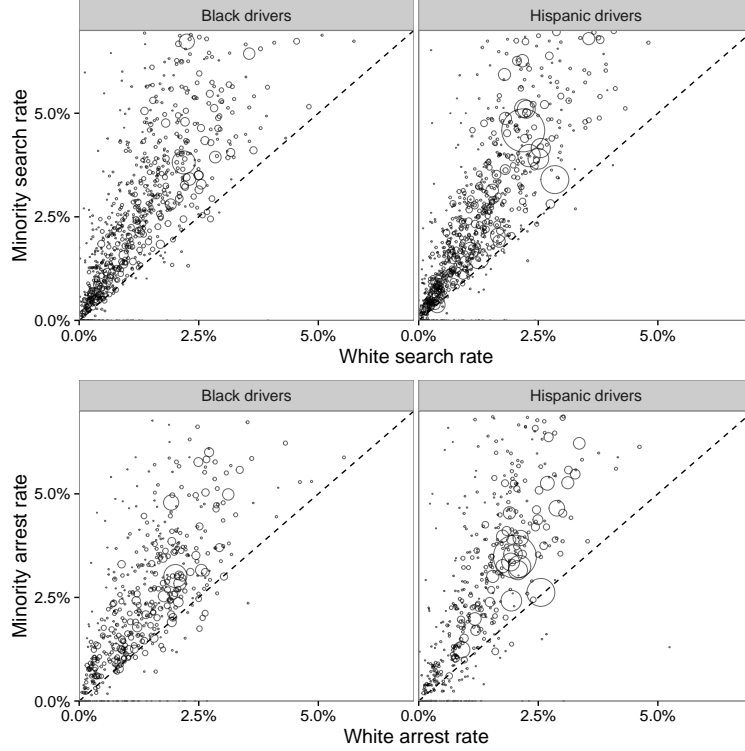 Black drivers Hispanic drivers
Minority search rate
5.0%
2.5%
0.0%
0.0% 2.5% 5.0% 0.0% 2.5% 5.0%
White search rate
Black drivers Hispanic drivers
Minority arrest rate
5.0%
2.5%
0.0%
0.0% 2.5% 5.0% 0.0% 2.5% 5.0%
White arrest rate